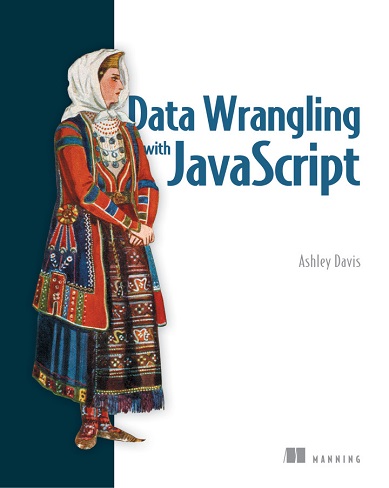 Data Wrangling
with
JavaScript
Ashley Davis
MANNING